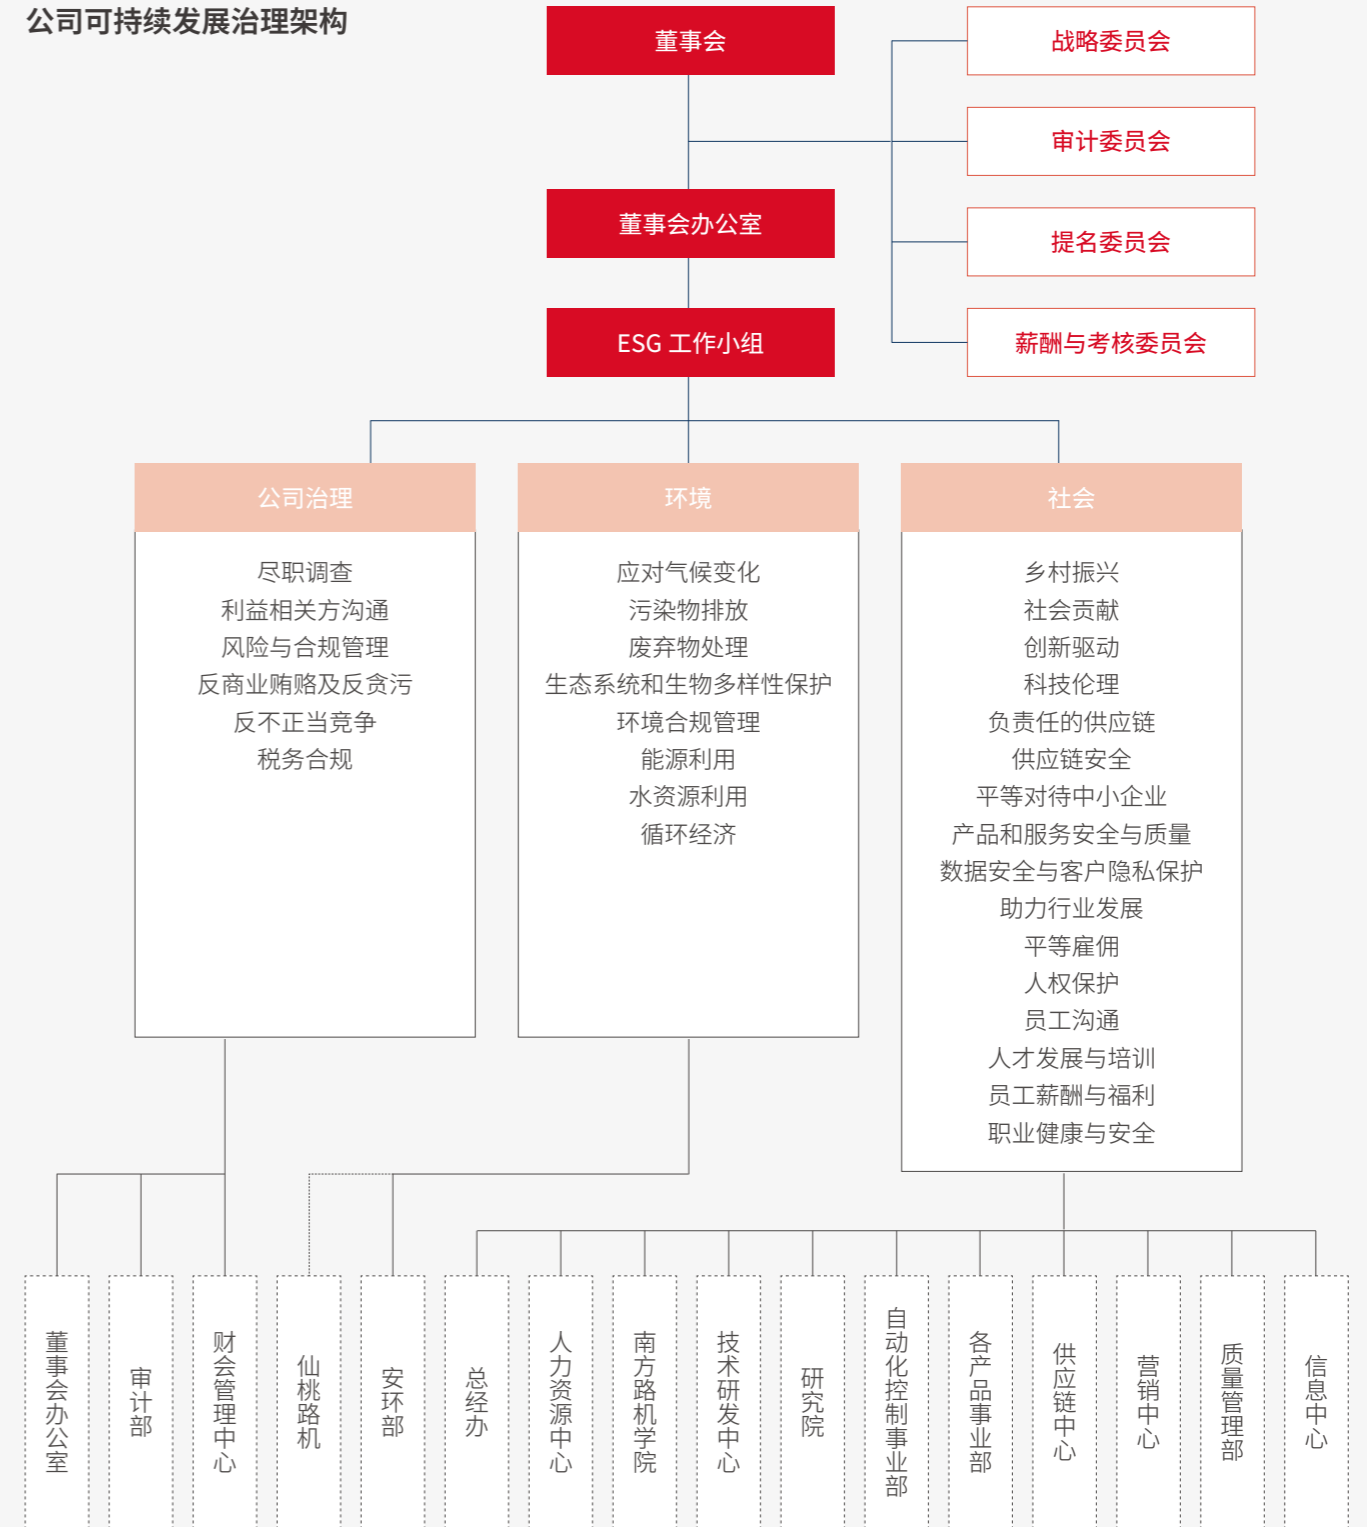 公司可持续发展治理架构
董事会
战略委员会
审计委员会
董事会办公室
提名委员会
ESG 工作小组
薪酬与考核委员会
公司治理
尽职调查
利益相关方沟通
风险与合规管理
反商业贿赂及反贪污
反不正当竞争
税务合规
环境
应对气候变化
污染物排放
废弃物处理
生态系统和生物多样性保护
环境合规管理
能源利用
水资源利用
循环经济
社会
乡村振兴
社会贡献
创新驱动
科技伦理
负责任的供应链
供应链安全
平等对待中小企业
产品和服务安全与质量
数据安全与客户隐私保护
助力行业发展
平等雇佣
人权保护
员工沟通
人才发展与培训
员工薪酬与福利
职业健康与安全
董事会办公室
审计部
财会管理中心
仙桃路机
安环部
总经办
人力资源中心
南方路机学院
技术研发中心
研究院
自动化控制事业部
各产品事业部
供应链中心
营销中心
质量管理部
信息中心